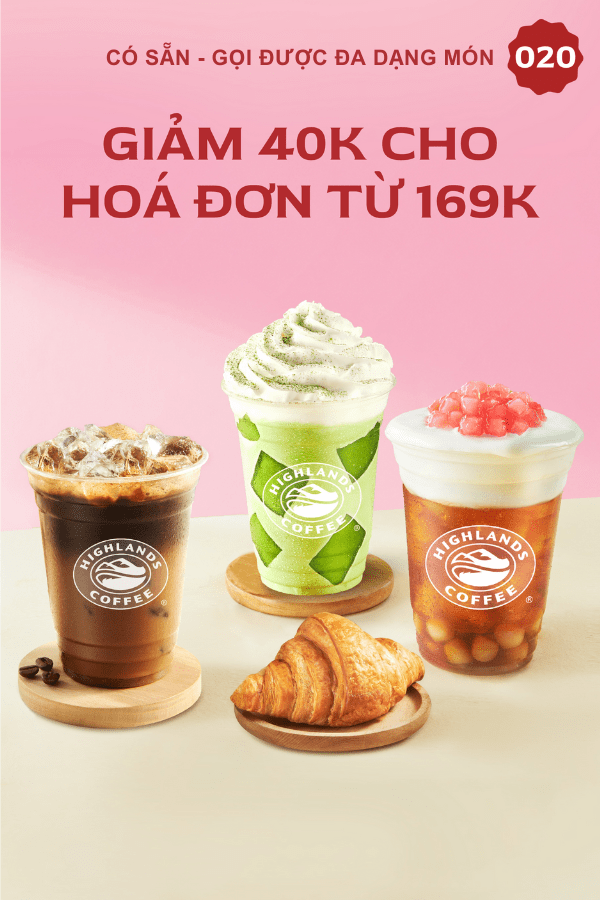 CÓ SẴN - GỌI ĐƯỢC ĐA DẠNG MÓN
020
GIẢM 40K CHO
HOÁ ĐƠN TỪ 169K
HIGHLANDS
COFFEE
®
HIGHLANDS
COFFEE
®
HIGHLANDS
COFFEE
®